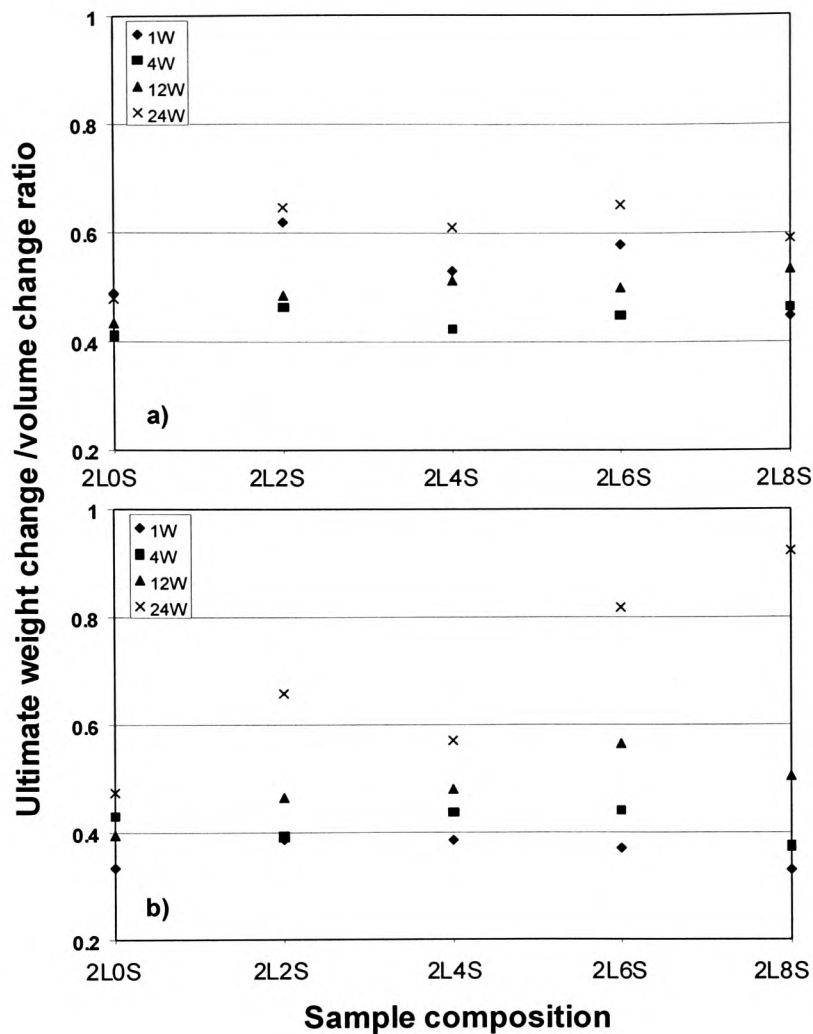 Ultimate weight change /volume change ratio
1
0.8
0.6
0.4
0.2
1W
4W
12W
24W
a)
2L0S 2L2S 2L4S 2L6S 2L8S
1
0.8
0.6
0.4
0.2
1W
4W
12W
24W
b)
2L0S 2L2S 2L4S 2L6S 2L8S
Sample composition